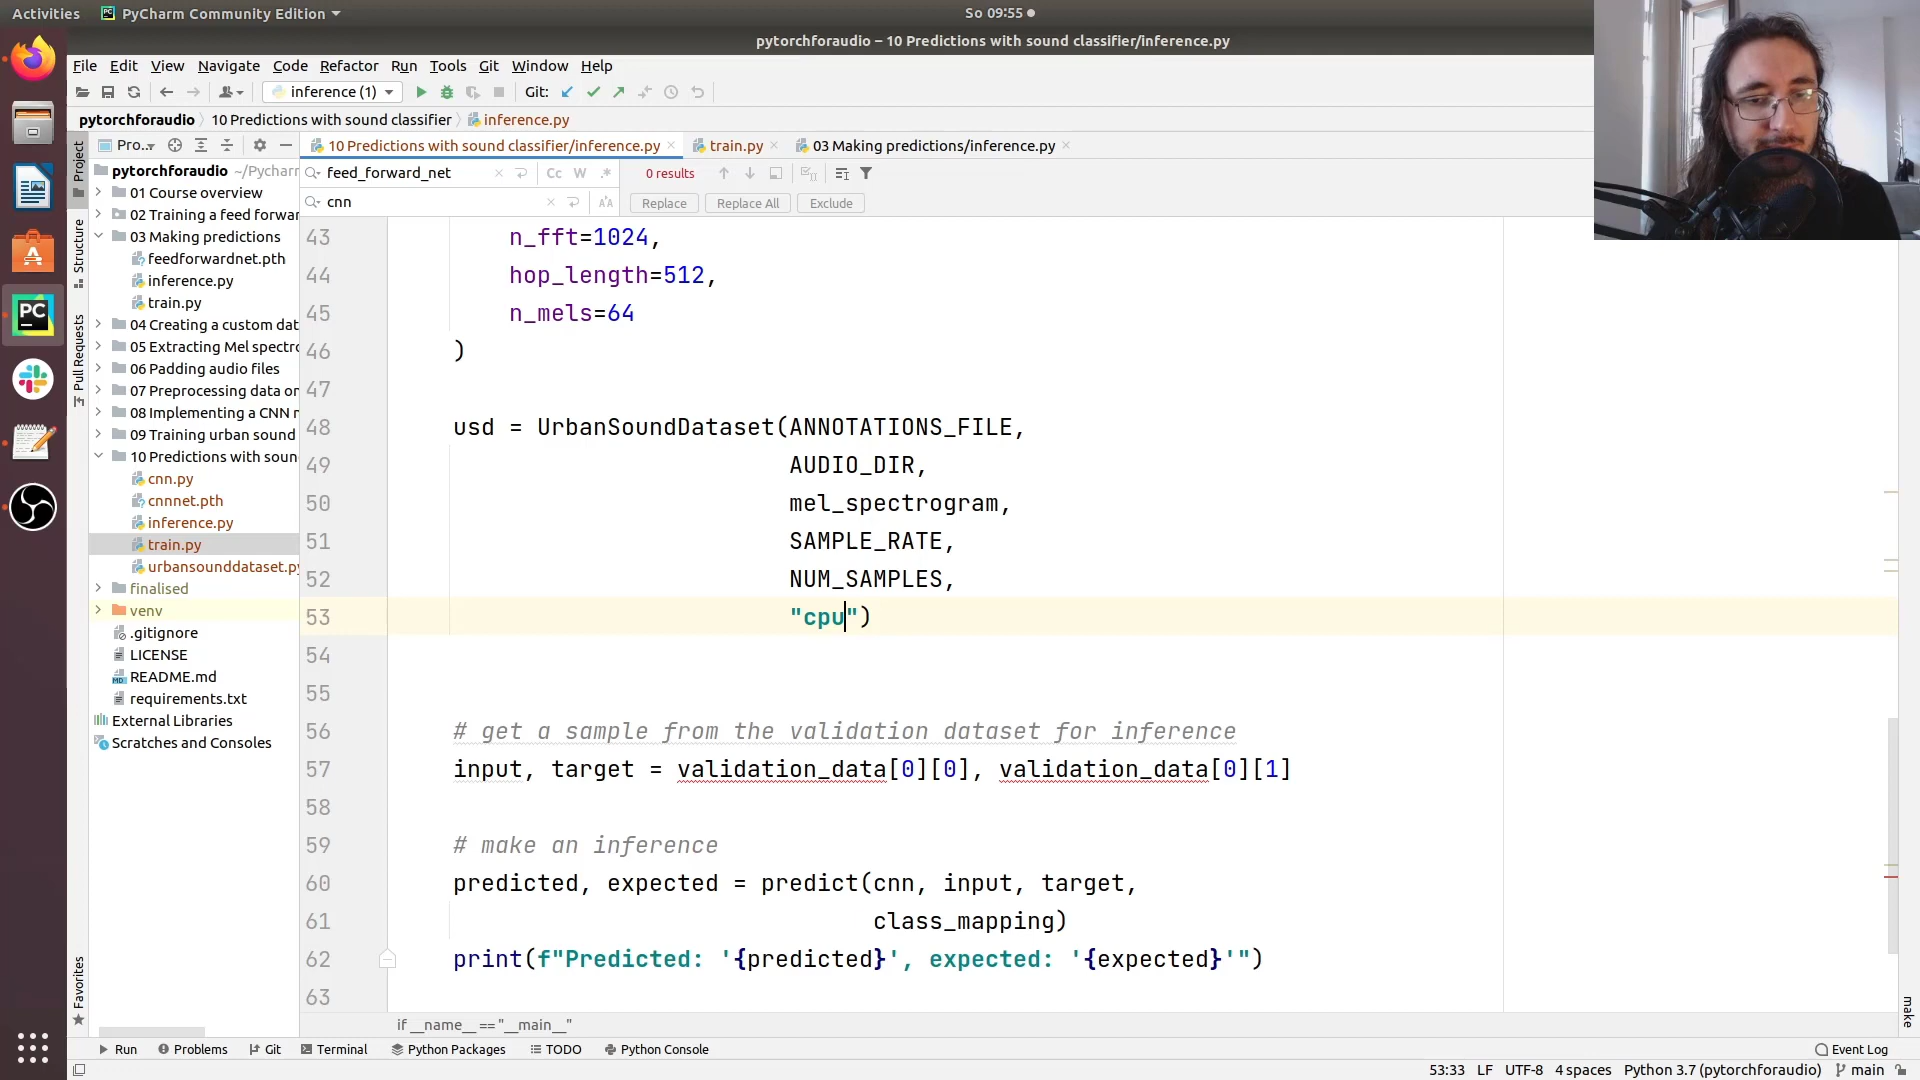 Activities PyCharm Community Edition So 09:55
pytorchforaudio – 10 Predictions with sound classifier/inference.py
File Edit View Navigate Code Refactor Run Tools Git Window Help
inference (1) Git:
pytorchforaudio 10 Predictions with sound classifier inference.py
Pro... 10 Predictions with sound classifier/inference.py train.py 03 Making predictions/inference.py
feed_forward_net Cc W .* 0 results
cnn Replace Replace All Exclude
Project
Structure
Pull Requests
Favorites
pytorchforaudio ~/Pycharm
01 Course overview
02 Training a feed forwar
03 Making predictions
feedforwardnet.pth
inference.py
train.py
04 Creating a custom dat
05 Extracting Mel spectro
06 Padding audio files
07 Preprocessing data on
08 Implementing a CNN n
09 Training urban sound
10 Predictions with soun
cnn.py
cnnnet.pth
inference.py
train.py
urbansounddataset.py
finalised
venv
.gitignore
LICENSE
README.md
requirements.txt
External Libraries
Scratches and Consoles
43 n_fft=1024,
44 hop_length=512,
45 n_mels=64
46 )
47
48 usd = UrbanSoundDataset(ANNOTATIONS_FILE,
49 AUDIO_DIR,
50 mel_spectrogram,
51 SAMPLE_RATE,
52 NUM_SAMPLES,
53 "cpu")
54
55
56 # get a sample from the validation dataset for inference
57 input, target = validation_data[0][0], validation_data[0][1]
58
59 # make an inference
60 predicted, expected = predict(cnn, input, target,
61 class_mapping)
62 print(f"Predicted: '{predicted}', expected: '{expected}'")
63
if __name__ == "__main__"
make
Run Problems Git Terminal Python Packages TODO Python Console Event Log
53:33 LF UTF-8 4 spaces Python 3.7 (pytorchforaudio) main